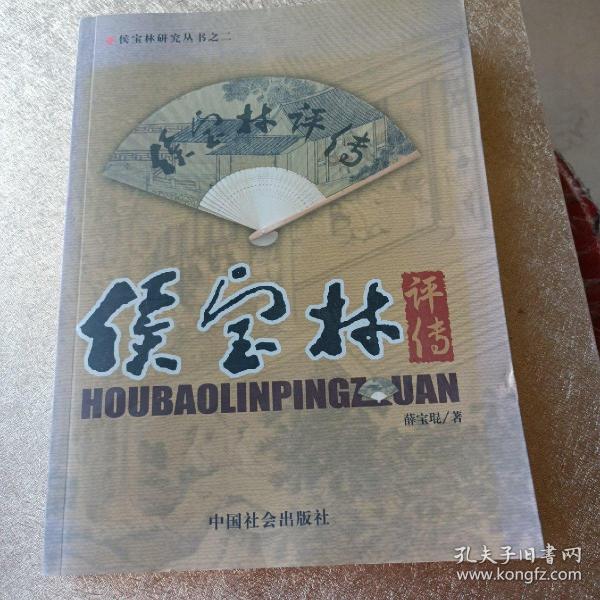 侯宝林研究丛书之二
侯宝林评传
侯宝林
评传
HOUBAOLINPINGZHUAN
薛宝琨/著
中国社会出版社
孔夫子旧书网
www.kongfz.com